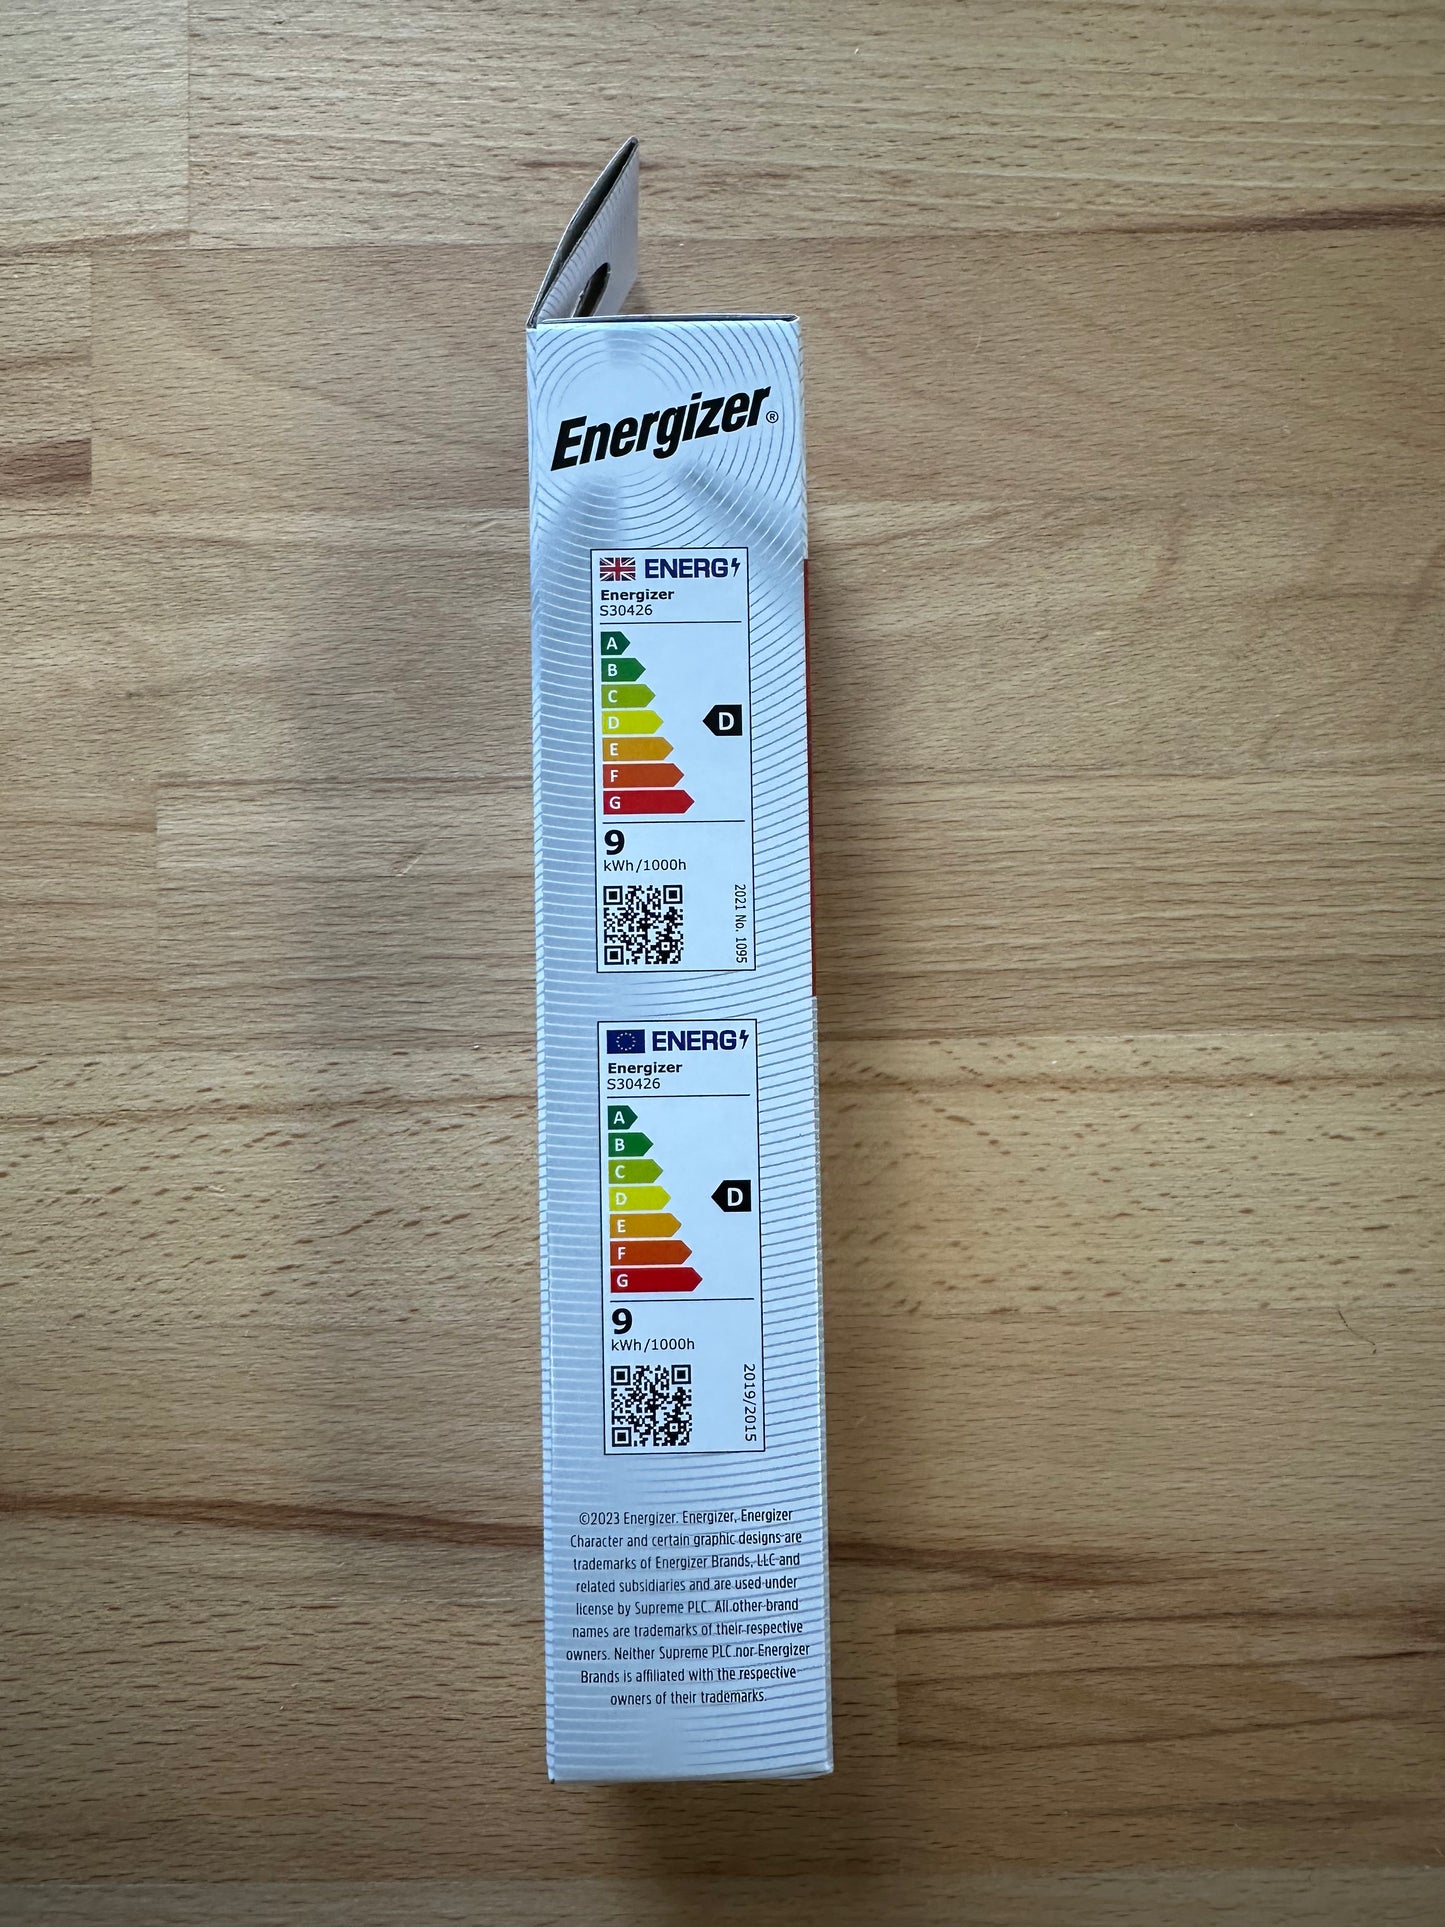 Energizer®
ENERG
Energizer
S30426
A
B
C
D
D
E
F
G
9
kWh/1000h
2021 No. 1095
ENERG
Energizer
S30426
A
B
C
D
D
E
F
G
9
kWh/1000h
2019/2015
©2023 Energizer. Energizer, Energizer
Character and certain graphic designs are
trademarks of Energizer Brands, LLC and
related subsidiaries and are used under
license by Supreme PLC. All other brand
names are trademarks of their respective
owners. Neither Supreme PLC nor Energizer
Brands is affiliated with the respective
owners of their trademarks.